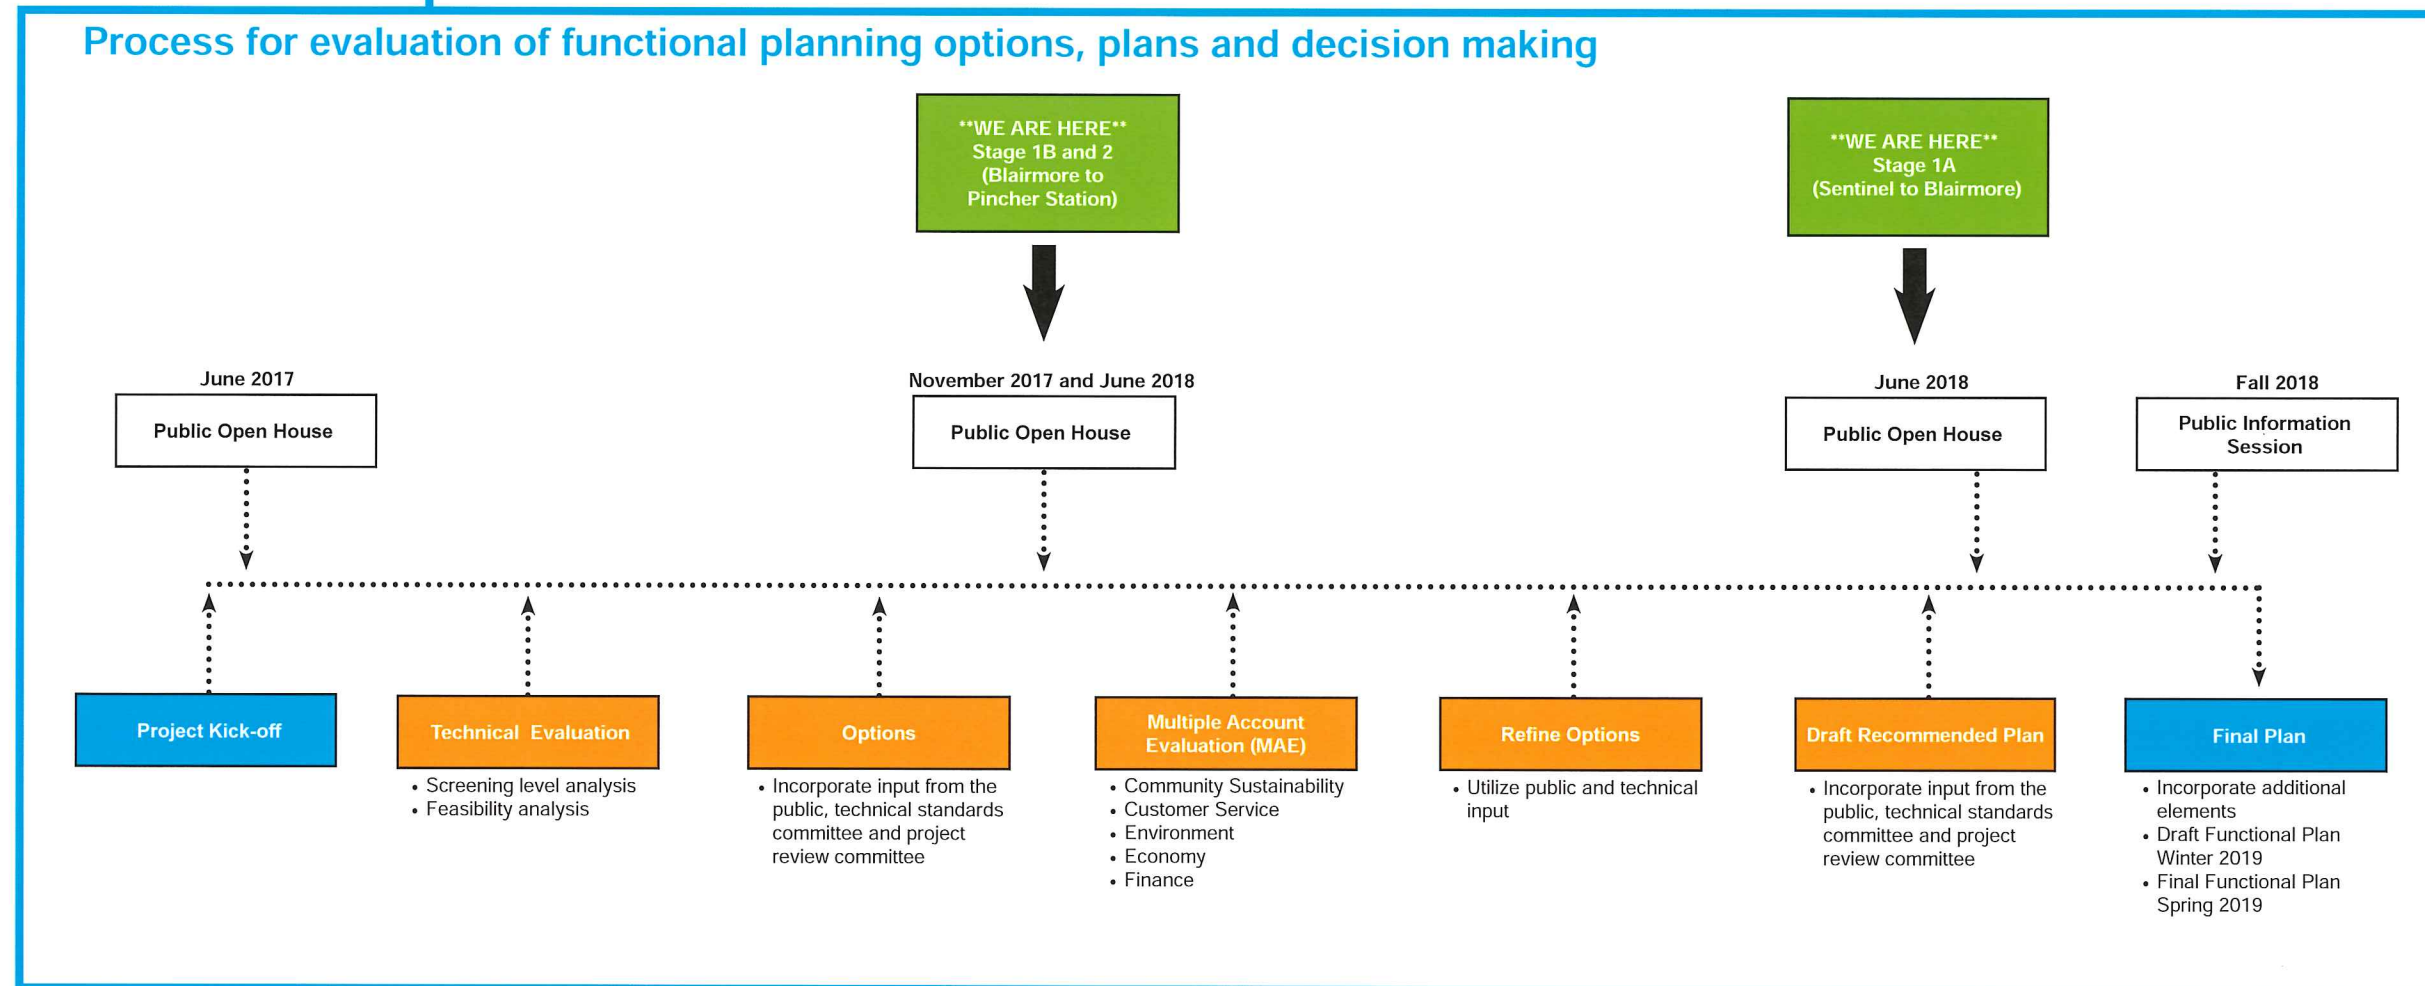 Process for evaluation of functional planning options, plans and decision making
**WE ARE HERE**
Stage 1B and 2
(Blairmore to
Pincher Station)
**WE ARE HERE**
Stage 1A
(Sentinel to Blairmore)
June 2017
Public Open House
November 2017 and June 2018
Public Open House
June 2018
Public Open House
Fall 2018
Public Information
Session
Project Kick-off
Technical Evaluation
• Screening level analysis
• Feasibility analysis
Options
• Incorporate input from the
public, technical standards
committee and project
review committee
Multiple Account
Evaluation (MAE)
• Community Sustainability
• Customer Service
• Environment
• Economy
• Finance
Refine Options
• Utilize public and technical
input
Draft Recommended Plan
• Incorporate input from the
public, technical standards
committee and project
review committee
Final Plan
• Incorporate additional
elements
• Draft Functional Plan
Winter 2019
• Final Functional Plan
Spring 2019